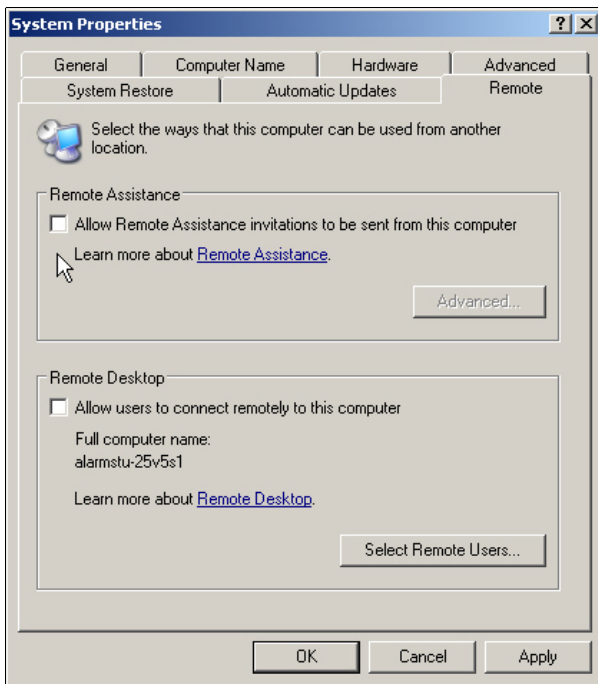 System Properties
General Computer Name Hardware Advanced
System Restore Automatic Updates Remote
Select the ways that this computer can be used from another
location.
Remote Assistance
Allow Remote Assistance invitations to be sent from this computer
Learn more about Remote Assistance.
Advanced...
Remote Desktop
Allow users to connect remotely to this computer
Full computer name:
alarmstu-25v5s1
Learn more about Remote Desktop.
Select Remote Users...
OK Cancel Apply